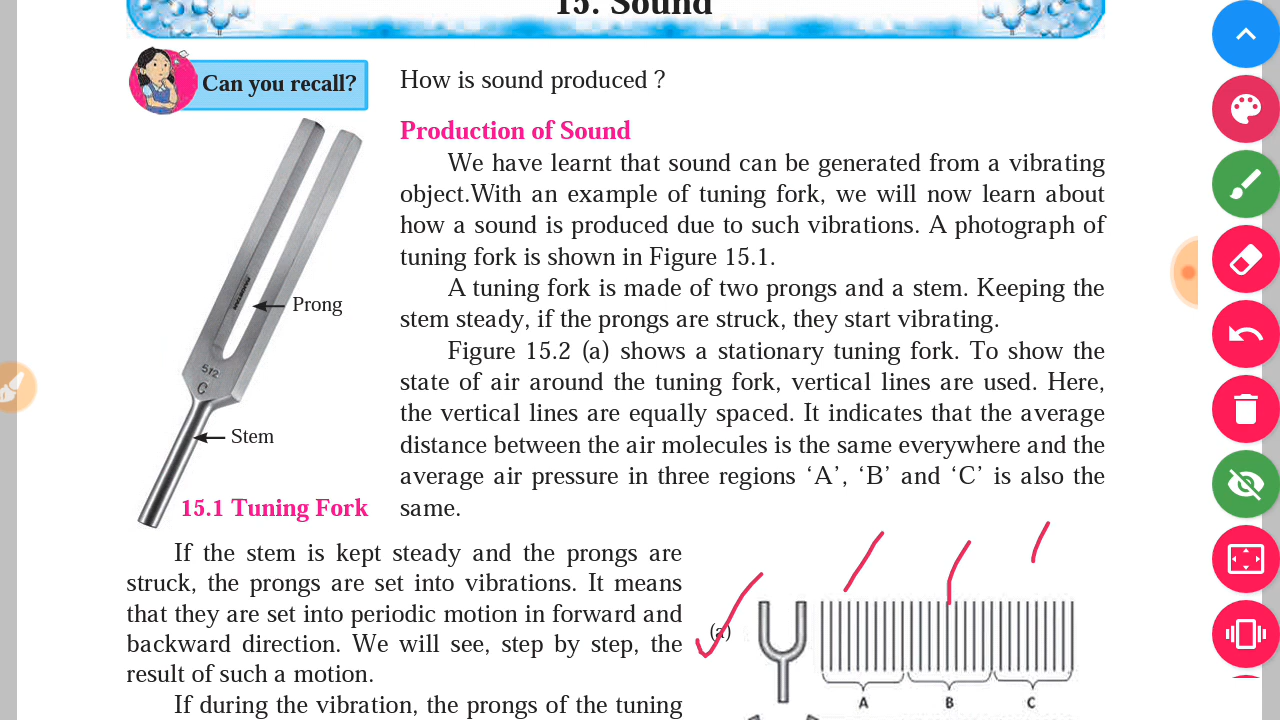 15. Sound
Can you recall?
How is sound produced ?
Production of Sound
We have learnt that sound can be generated from a vibrating
object.With an example of tuning fork, we will now learn about
how a sound is produced due to such vibrations. A photograph of
tuning fork is shown in Figure 15.1.
A tuning fork is made of two prongs and a stem. Keeping the
stem steady, if the prongs are struck, they start vibrating.
Figure 15.2 (a) shows a stationary tuning fork. To show the
state of air around the tuning fork, vertical lines are used. Here,
the vertical lines are equally spaced. It indicates that the average
distance between the air molecules is the same everywhere and the
average air pressure in three regions ‘A’, ‘B’ and ‘C’ is also the
same.
Prong
512
C
Stem
15.1 Tuning Fork
If the stem is kept steady and the prongs are
struck, the prongs are set into vibrations. It means
that they are set into periodic motion in forward and
backward direction. We will see, step by step, the
result of such a motion.
If during the vibration, the prongs of the tuning
(a)
A B C